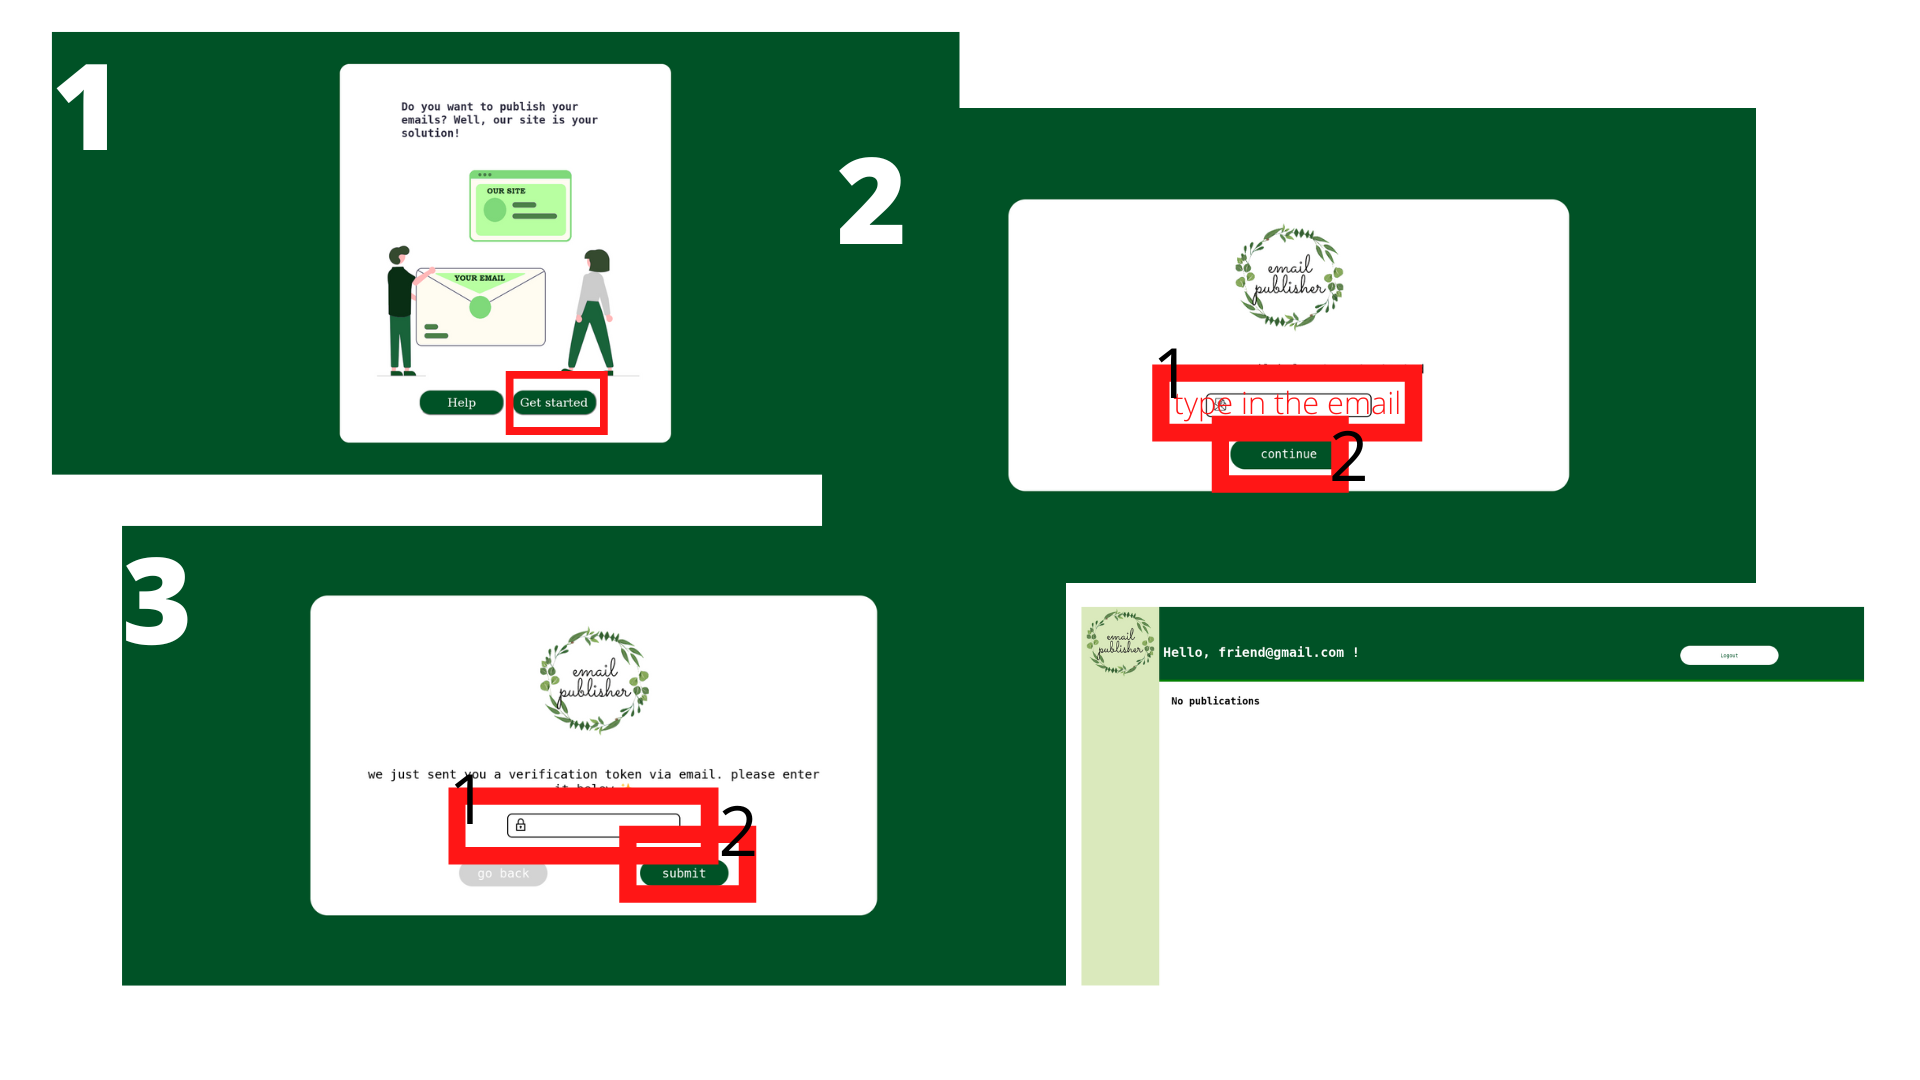 1
Do you want to publish your
emails? Well, our site is your
solution!
OUR SITE
YOUR EMAIL
Help
Get started
2
email
publisher
1
type in the email
continue
2
3
email
publisher
we just sent you a verification token via email. please enter
it below
1
2
go back
submit
email
publisher
Hello, friend@gmail.com !
Logout
No publications